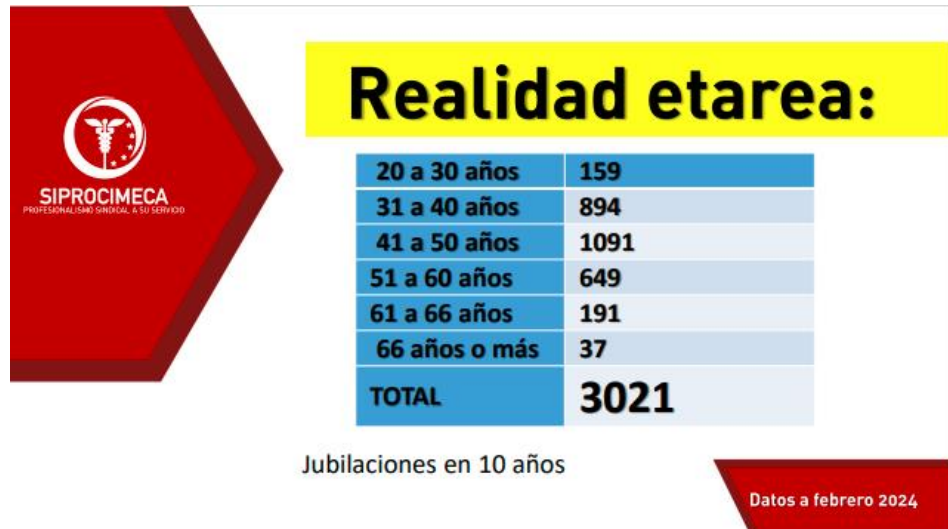 Realidad etarea:
SIPROCIMECA
PROFESIONALISMO SINDICAL A SU SERVICIO
20 a 30 años 159
31 a 40 años 894
41 a 50 años 1091
51 a 60 años 649
61 a 66 años 191
66 años o más 37
TOTAL 3021
Jubilaciones en 10 años
Datos a febrero 2024